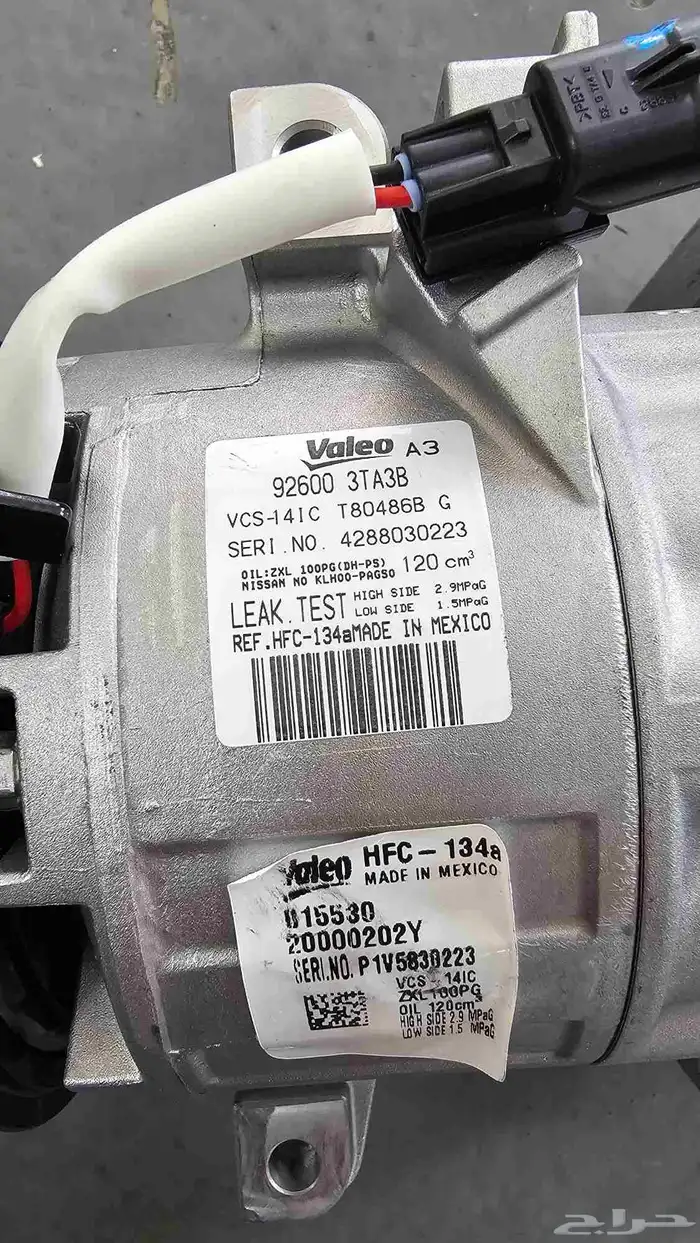 >PBT<
Valeo A3
92600 3TA3B
VCS-14IC T80486B G
SERI.NO. 4288030223
OIL:ZXL 100PG(DH-PS) 120 cm³
NISSAN NO KLH00-PAGS0
LEAK.TEST HIGH SIDE 2.9MPaG
LOW SIDE 1.5MPaG
REF.HFC-134aMADE IN MEXICO
Valeo HFC-134a
MADE IN MEXICO
815530
20000202Y
SERI.NO. P1V5830223
VCS-14IC
ZXL100PG
OIL 120cm³
HIGH SIDE 2.9 MPaG
LOW SIDE 1.5 MPaG
حراج